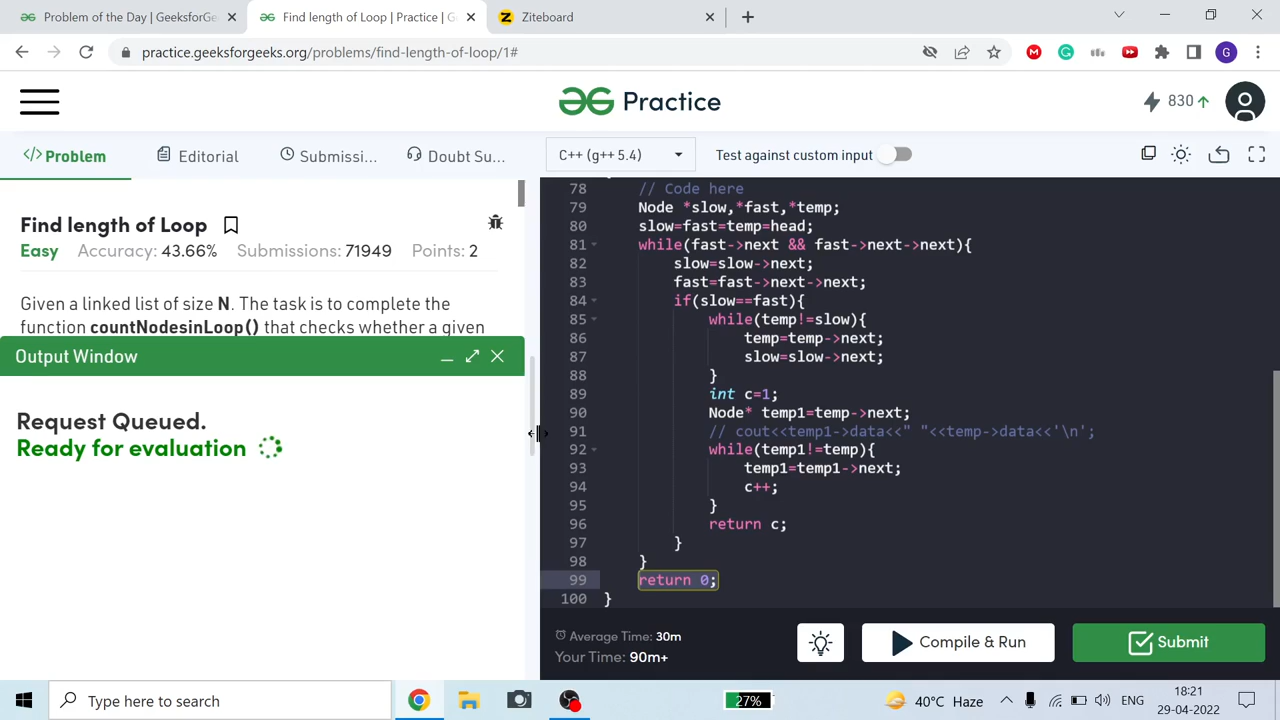 Problem of the Day | GeeksforGe
Find length of Loop | Practice | G
Ziteboard
practice.geeksforgeeks.org/problems/find-length-of-loop/1#
G
Practice
830
</> Problem
Editorial
Submissi...
Doubt Su...
C++ (g++ 5.4)
Test against custom input
Find length of Loop
Easy Accuracy: 43.66% Submissions: 71949 Points: 2
Given a linked list of size N. The task is to complete the
function countNodesinLoop() that checks whether a given
Output Window
Request Queued.
Ready for evaluation
78 // Code here
79 Node *slow,*fast,*temp;
80 slow=fast=temp=head;
81 while(fast->next && fast->next->next){
82 slow=slow->next;
83 fast=fast->next->next;
84 if(slow==fast){
85 while(temp!=slow){
86 temp=temp->next;
87 slow=slow->next;
88 }
89 int c=1;
90 Node* temp1=temp->next;
91 // cout<<temp1->data<<" "<<temp->data<<'\n';
92 while(temp1!=temp){
93 temp1=temp1->next;
94 c++;
95 }
96 return c;
97 }
98 }
99 return 0;
100 }
Average Time: 30m
Your Time: 90m+
Compile & Run
Submit
Type here to search
27%
40°C Haze
ENG
18:21
29-04-2022